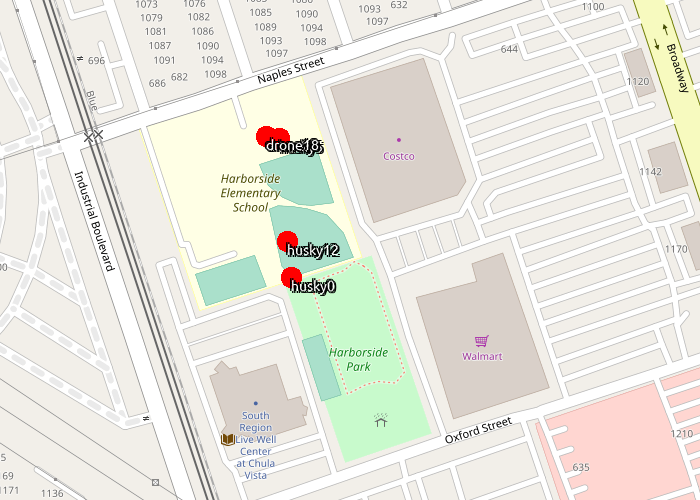 1073
1079
1081
1087
1091
1076
1082
1086
1090
1094
1098
1085
1089
1093
1097
1090
1094
1098
1093
1097
632
1100
696
686
682
644
Naples Street
Broadway
1120
Blue
drone18
Costco
1142
Harborside
Elementary
School
Industrial Boulevard
husky12
1170
husky0
Harborside
Park
Walmart
South
Region
Live Well
Center
at Chula
Vista
Oxford Street
1210
635
169
1171
1136